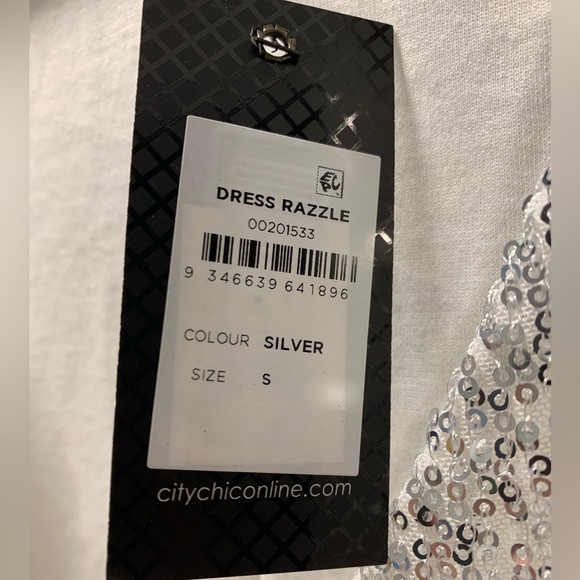 DRESS RAZZLE
00201533
9 346639 641896
COLOUR SILVER
SIZE S
citychiconline.com